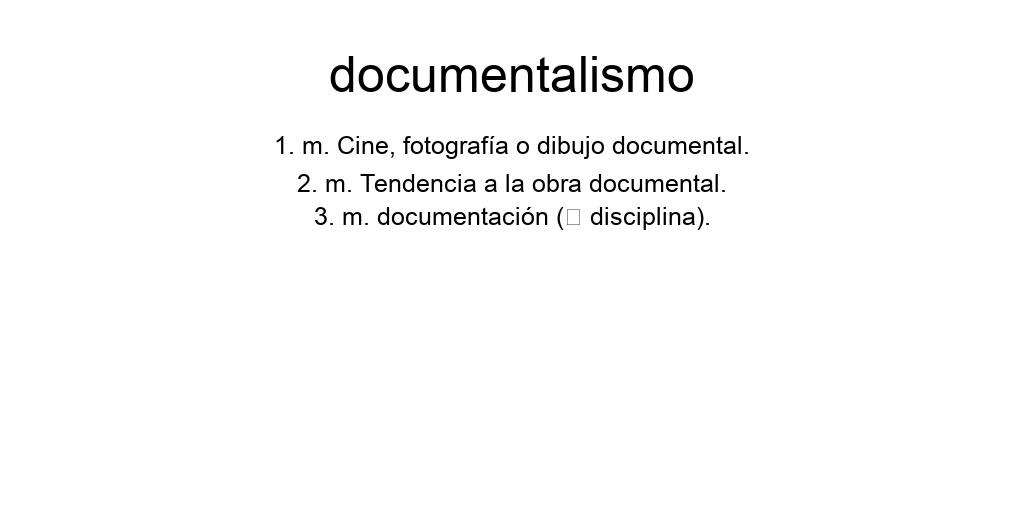 documentalismo
1. m. Cine, fotografía o dibujo documental.
2. m. Tendencia a la obra documental.
3. m. documentación (□ disciplina).